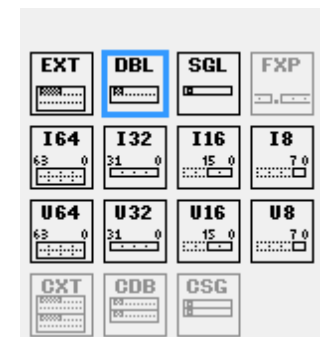 EXT DBL SGL FXP
I64 I32 I16 I8
63 0 31 0 15 0 7 0
U64 U32 U16 U8
63 0 31 0 15 0 7 0
CXT CDB CSG